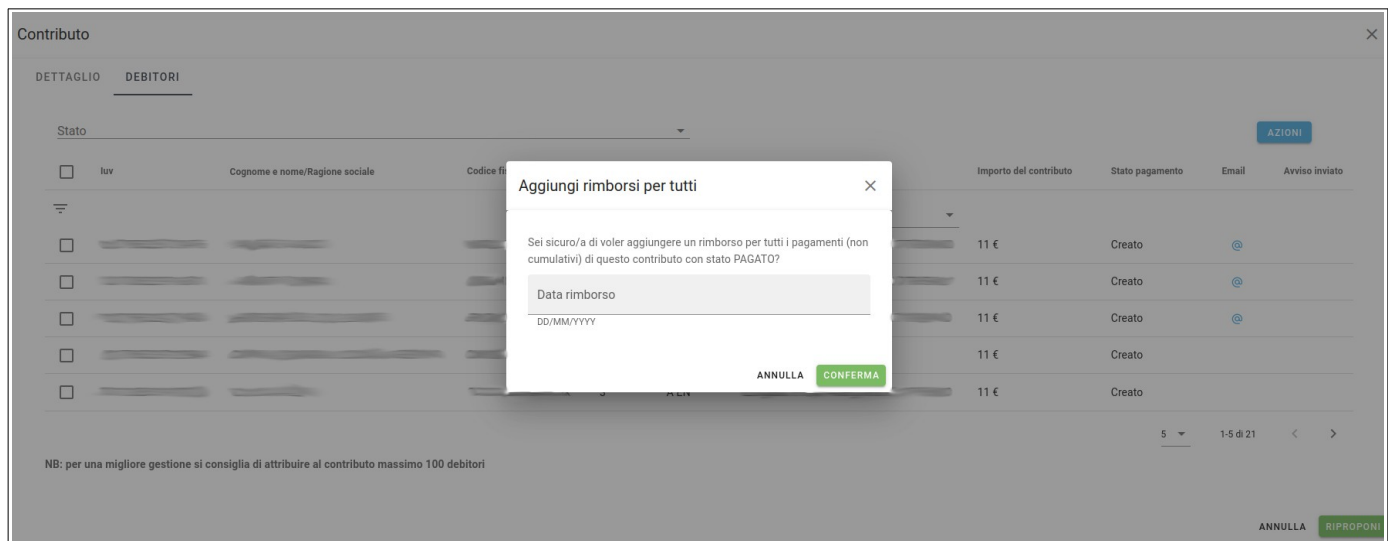 Contributo
DETTAGLIO DEBITORI
Stato
AZIONI
Iuv Cognome e nome/Ragione sociale Codice fi Importo del contributo Stato pagamento Email Avviso inviato
Aggiungi rimborsi per tutti
Sei sicuro/a di voler aggiungere un rimborso per tutti i pagamenti (non
cumulativi) di questo contributo con stato PAGATO?
Data rimborso
DD/MM/YYYY
ANNULLA CONFERMA
11 € Creato @
11 € Creato @
11 € Creato @
11 € Creato
11 € Creato
5 1-5 di 21
NB: per una migliore gestione si consiglia di attribuire al contributo massimo 100 debitori
ANNULLA RIPROPONI